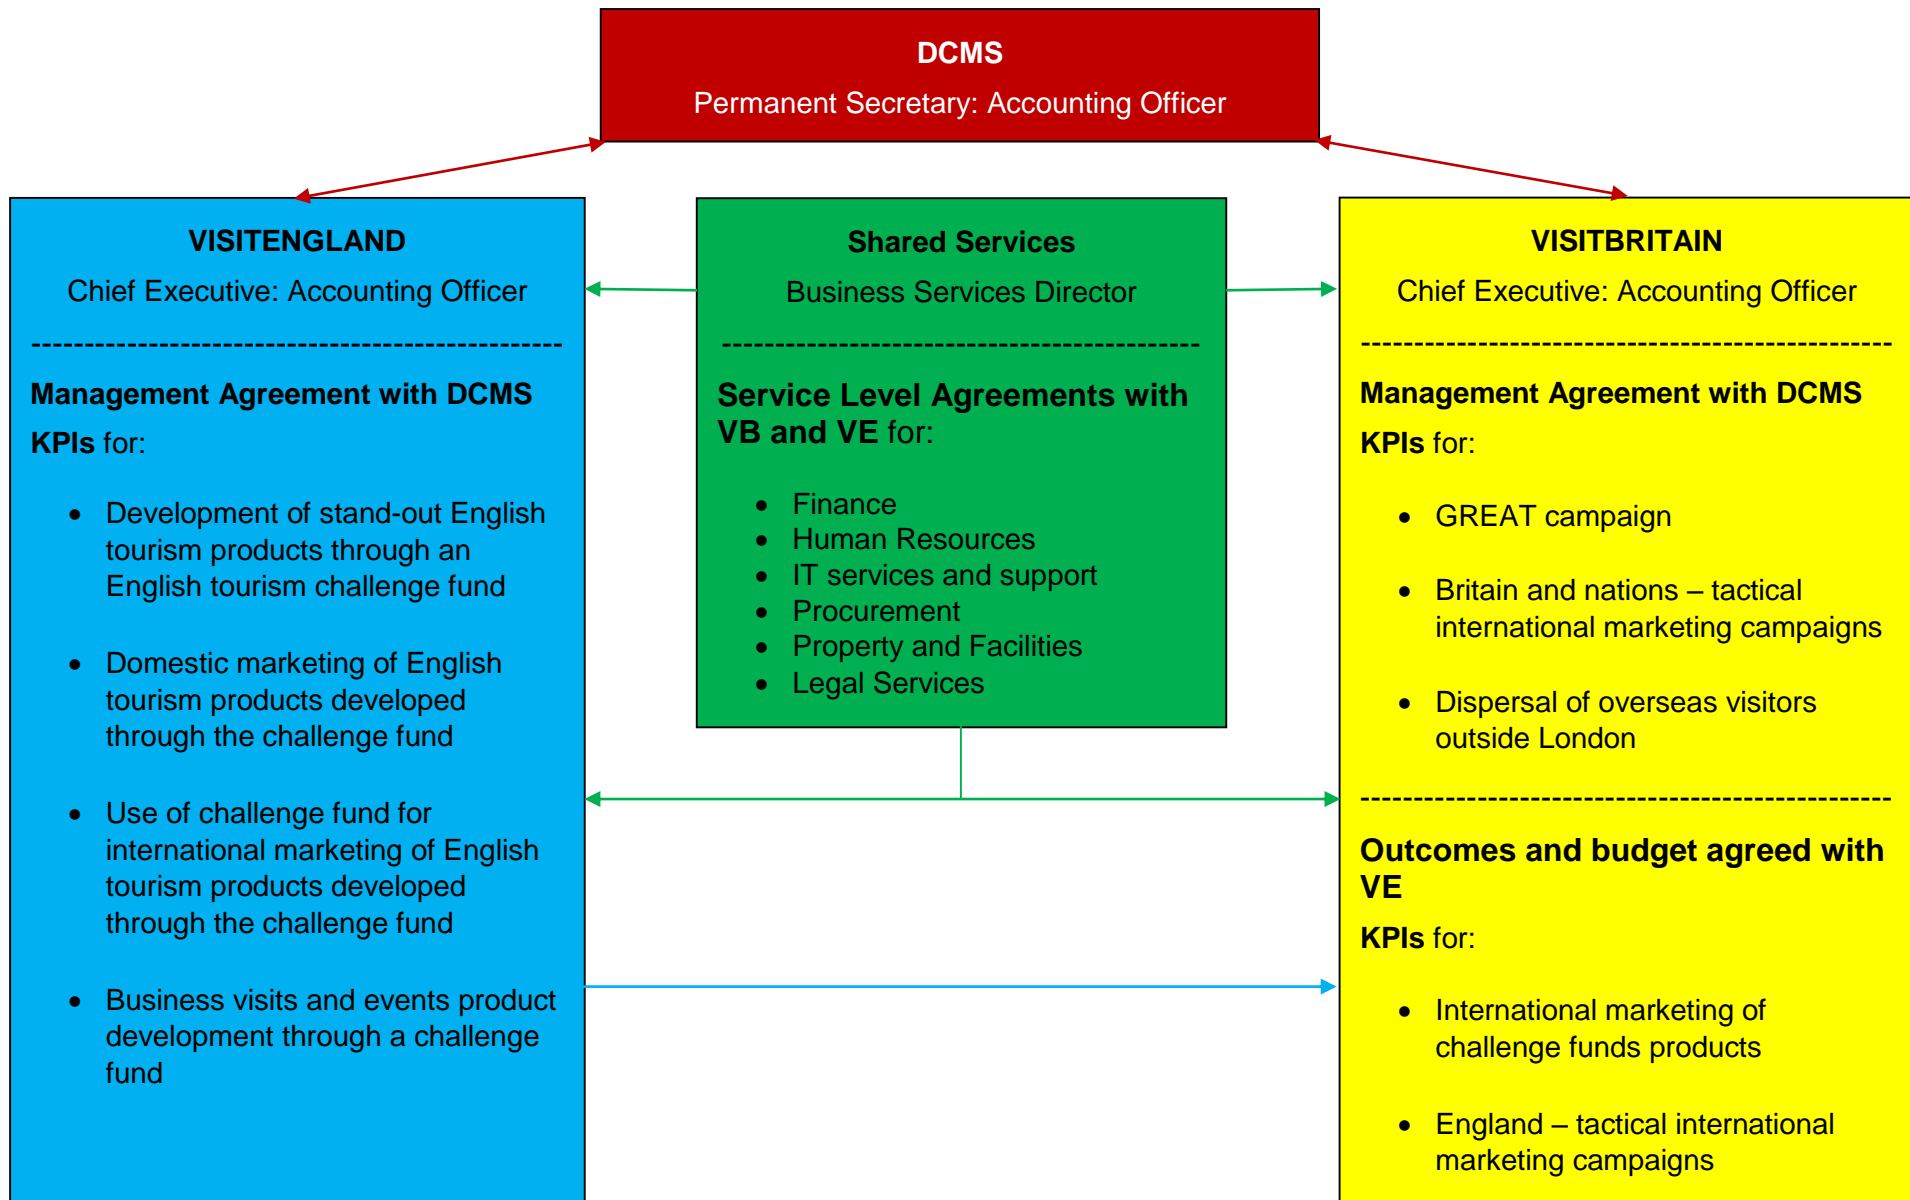 DCMS
Permanent Secretary: Accounting Officer
VISITENGLAND
Chief Executive: Accounting Officer
--------------------------------------------------
Management Agreement with DCMS
KPIs for:
• Development of stand-out English
tourism products through an
English tourism challenge fund
• Domestic marketing of English
tourism products developed
through the challenge fund
• Use of challenge fund for
international marketing of English
tourism products developed
through the challenge fund
• Business visits and events product
development through a challenge
fund
Shared Services
Business Services Director
---------------------------------------------
Service Level Agreements with
VB and VE for:
• Finance
• Human Resources
• IT services and support
• Procurement
• Property and Facilities
• Legal Services
VISITBRITAIN
Chief Executive: Accounting Officer
--------------------------------------------------
Management Agreement with DCMS
KPIs for:
• GREAT campaign
• Britain and nations – tactical
international marketing campaigns
• Dispersal of overseas visitors
outside London
--------------------------------------------------
Outcomes and budget agreed with
VE
KPIs for:
• International marketing of
challenge funds products
• England – tactical international
marketing campaigns